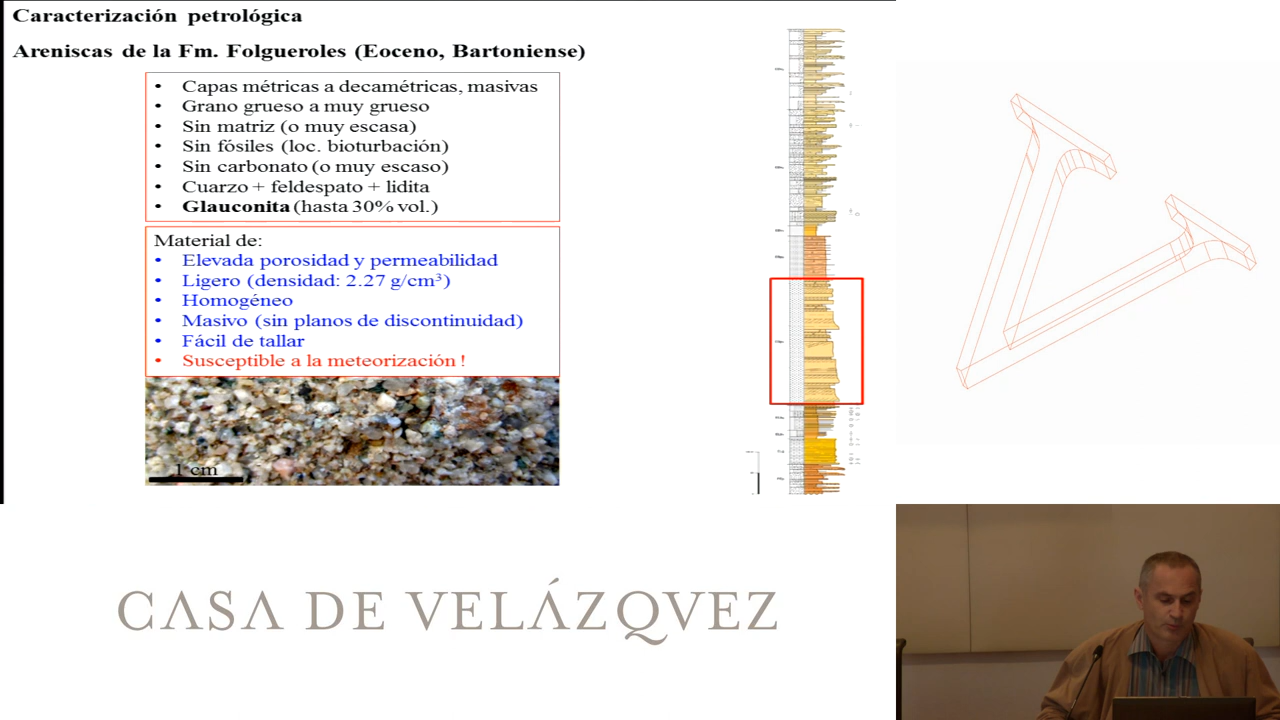 Caracterización petrológica
Areniscas de la Fm. Folgueroles (Eoceno, Bartoniense)
• Capas métricas a decamétricas, masivas
• Grano grueso a muy grueso
• Sin matriz (o muy escasa)
• Sin fósiles (loc. bioturbación)
• Sin carbonato (o muy escaso)
• Cuarzo + feldespato + lidita
• Glauconita (hasta 30% vol.)
Material de:
• Elevada porosidad y permeabilidad
• Ligero (densidad: 2.27 g/cm³)
• Homogéneo
• Masivo (sin planos de discontinuidad)
• Fácil de tallar
• Susceptible a la meteorización !
1 cm
CASA DE VELÁZQVEZ